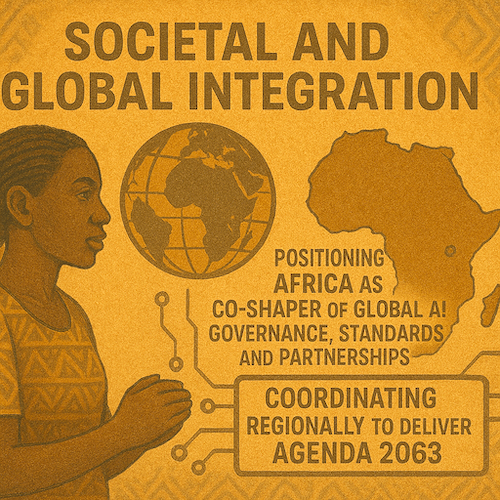 SOCIETAL AND
GLOBAL INTEGRATION
POSITIONING
AFRICA AS
CO-SHAPER OF GLOBAL A!
GOVERNANCE, STANDARDS
AND PARTNERSHIPS
COORDINATING
REGIONALLY TO DELIVER
AGENDA 2063